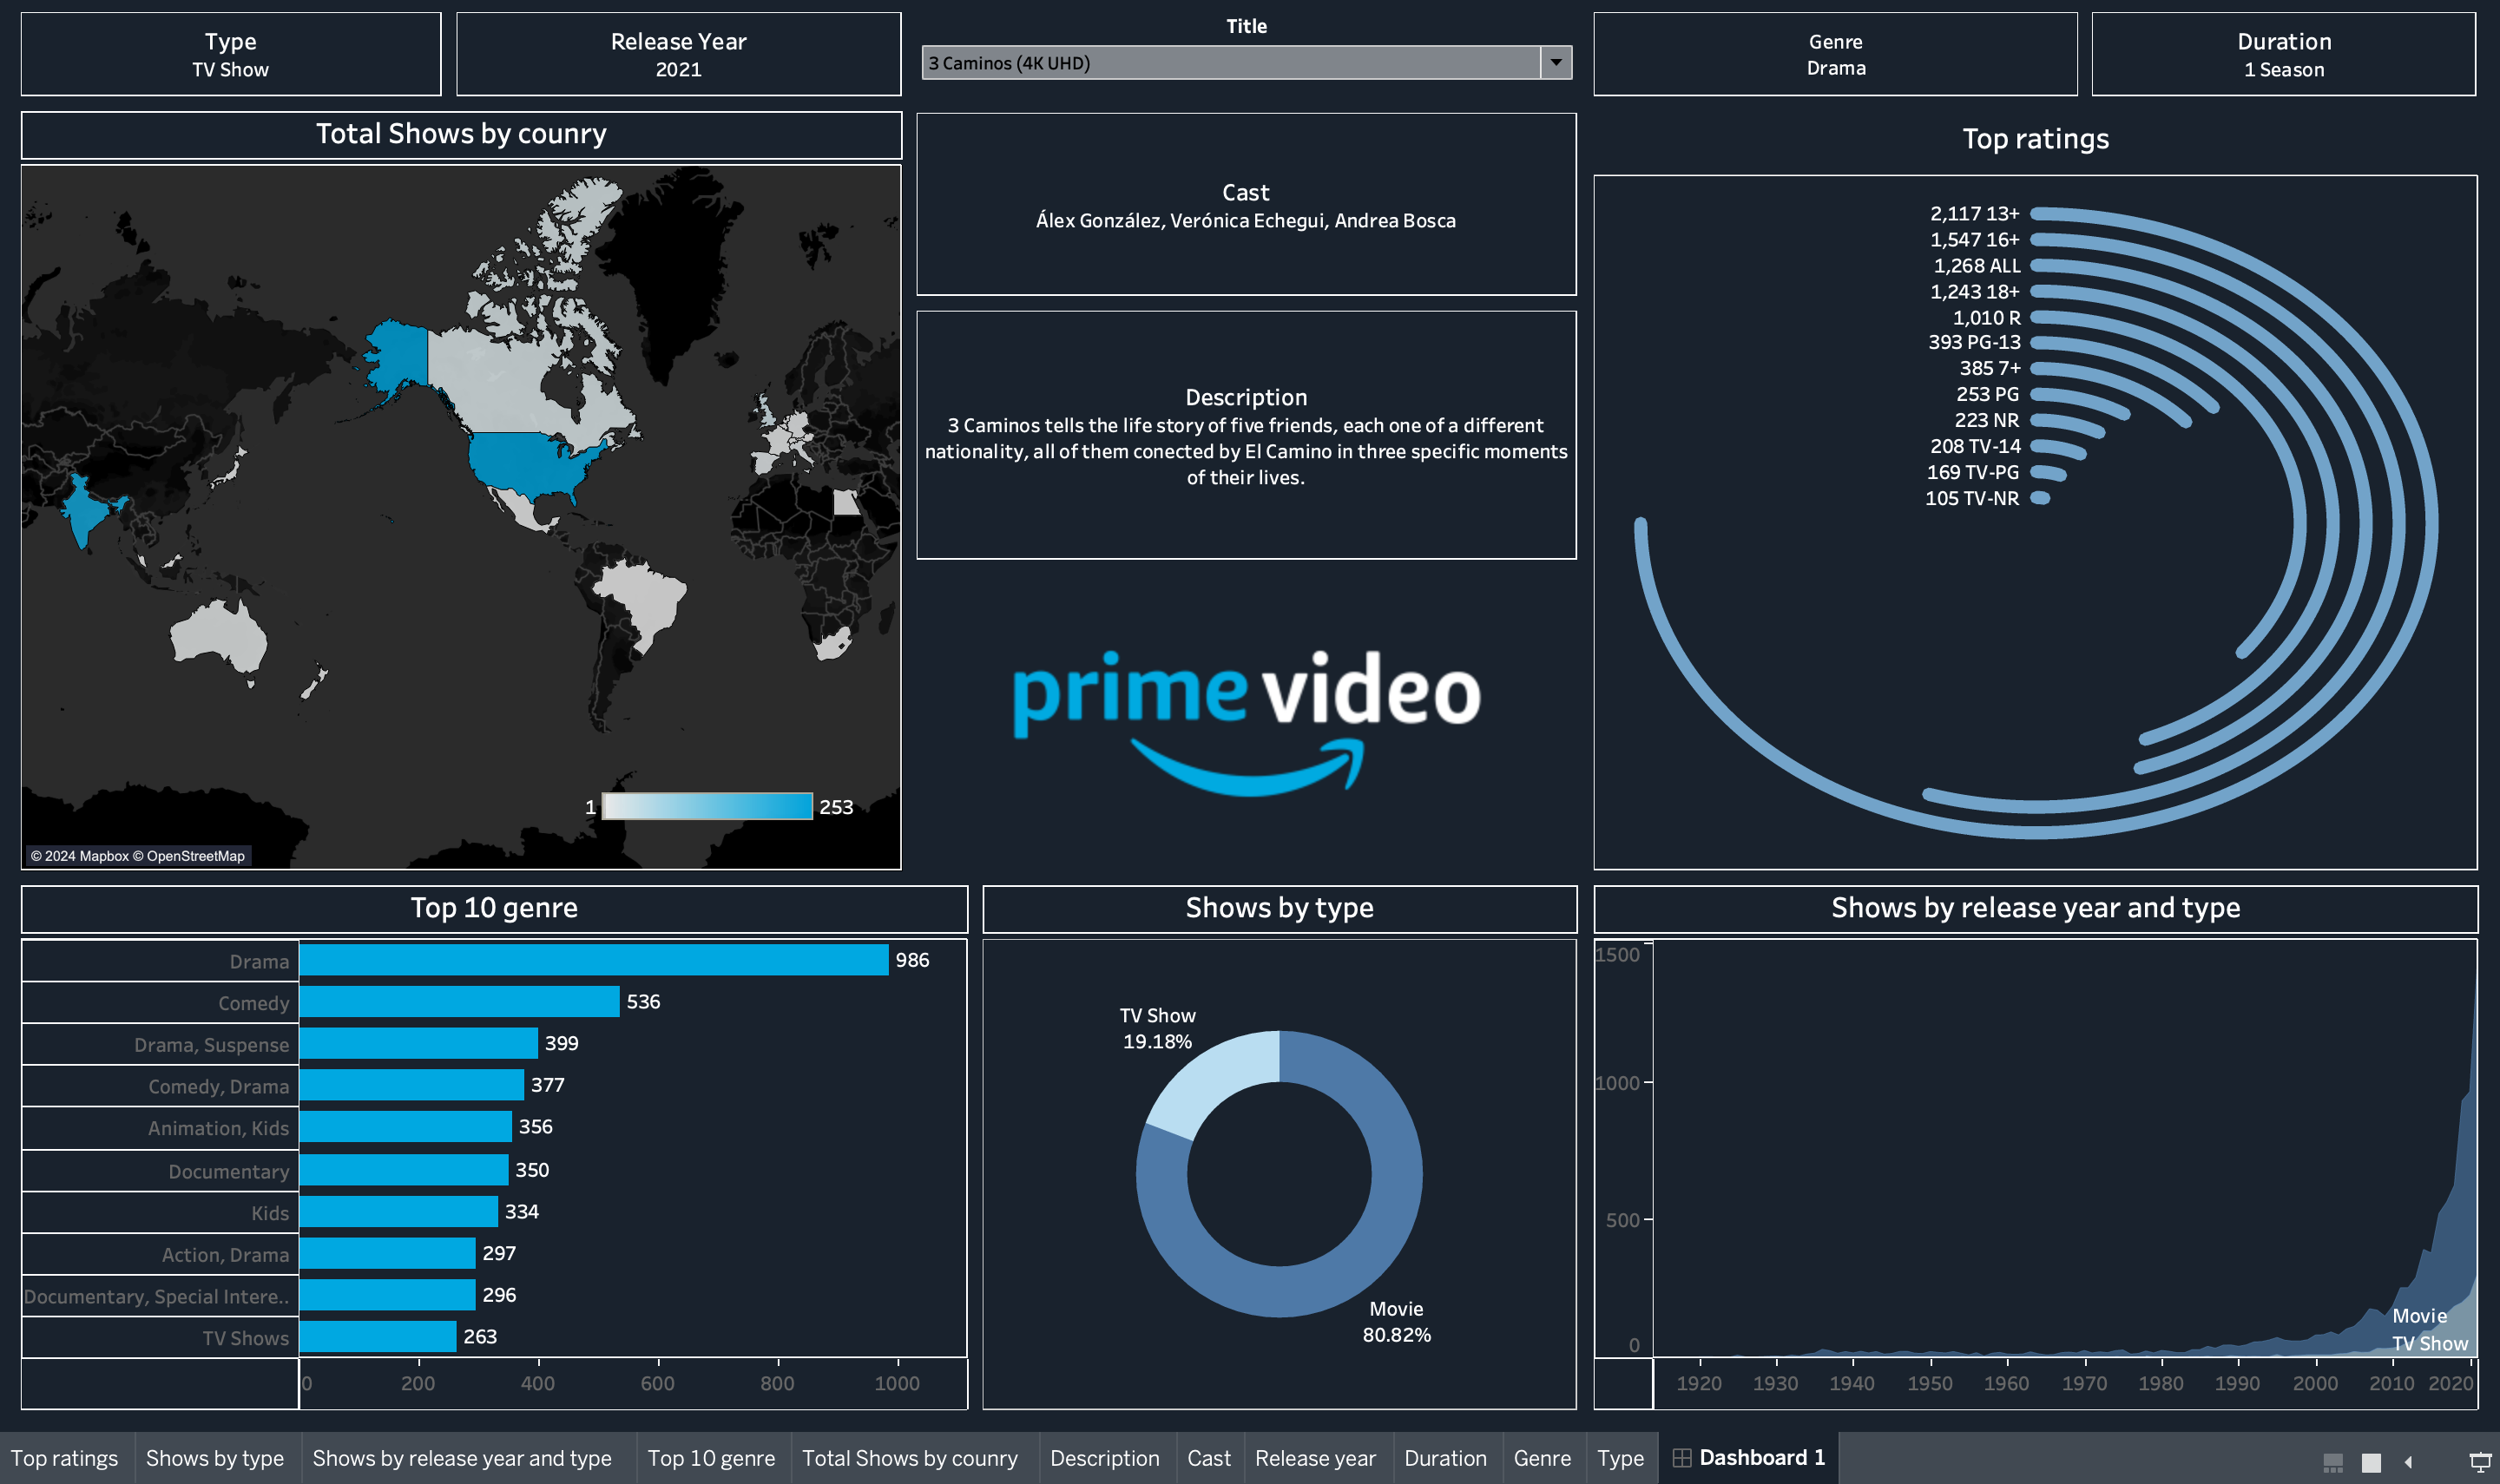 Type
TV Show
Release Year
2021
Title
3 Caminos (4K UHD)
Genre
Drama
Duration
1 Season
Total Shows by counry
1
253
© 2024 Mapbox © OpenStreetMap
Cast
Álex González, Verónica Echegui, Andrea Bosca
Description
3 Caminos tells the life story of five friends, each one of a different
nationality, all of them conected by El Camino in three specific moments
of their lives.
prime video
Top ratings
2,117 13+
1,547 16+
1,268 ALL
1,243 18+
1,010 R
393 PG-13
385 7+
253 PG
223 NR
208 TV-14
169 TV-PG
105 TV-NR
Top 10 genre
Drama 986
Comedy 536
Drama, Suspense 399
Comedy, Drama 377
Animation, Kids 356
Documentary 350
Kids 334
Action, Drama 297
Documentary, Special Intere.. 296
TV Shows 263
0 200 400 600 800 1000
Shows by type
TV Show
19.18%
Movie
80.82%
Shows by release year and type
1500
1000
500
0
Movie
TV Show
1920 1930 1940 1950 1960 1970 1980 1990 2000 2010 2020
Top ratings Shows by type Shows by release year and type Top 10 genre Total Shows by counry Description Cast Release year Duration Genre Type Dashboard 1